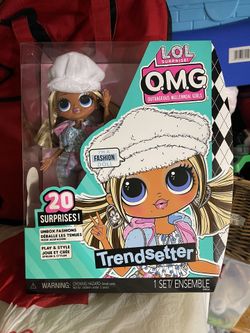 L.O.L.
SURPRISE!
O.M.G.
OUTRAGEOUS MILLENNIAL GIRLS
I'M A
FASHION
DOLL
20
SURPRISES!
UNBOX FASHIONS
DÉBALLE LES TENUES
PLAY & STYLE
JOUE ET CRÉE
Trendsetter
1 SET/ENSEMBLE